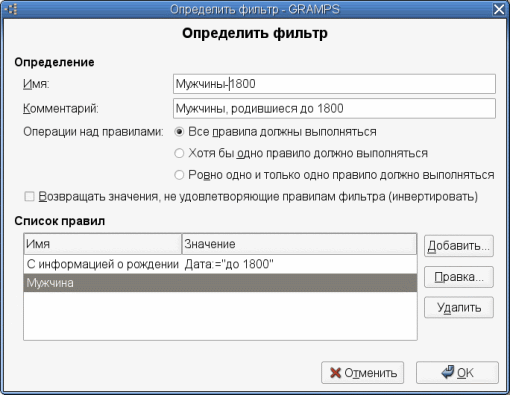 Определить фильтр - GRAMPS
Определить фильтр
Определение
Имя: Мужчины-1800
Комментарий: Мужчины, родившиеся до 1800
Операции над правилами: Все правила должны выполняться
Хотя бы одно правило должно выполняться
Ровно одно и только одно правило должно выполняться
Возвращать значения, не удовлетворяющие правилам фильтра (инвертировать)
Список правил
Имя Значение
Добавить...
С информацией о рождении Дата:="до 1800"
Мужчина
Правка...
Удалить
Отменить OK